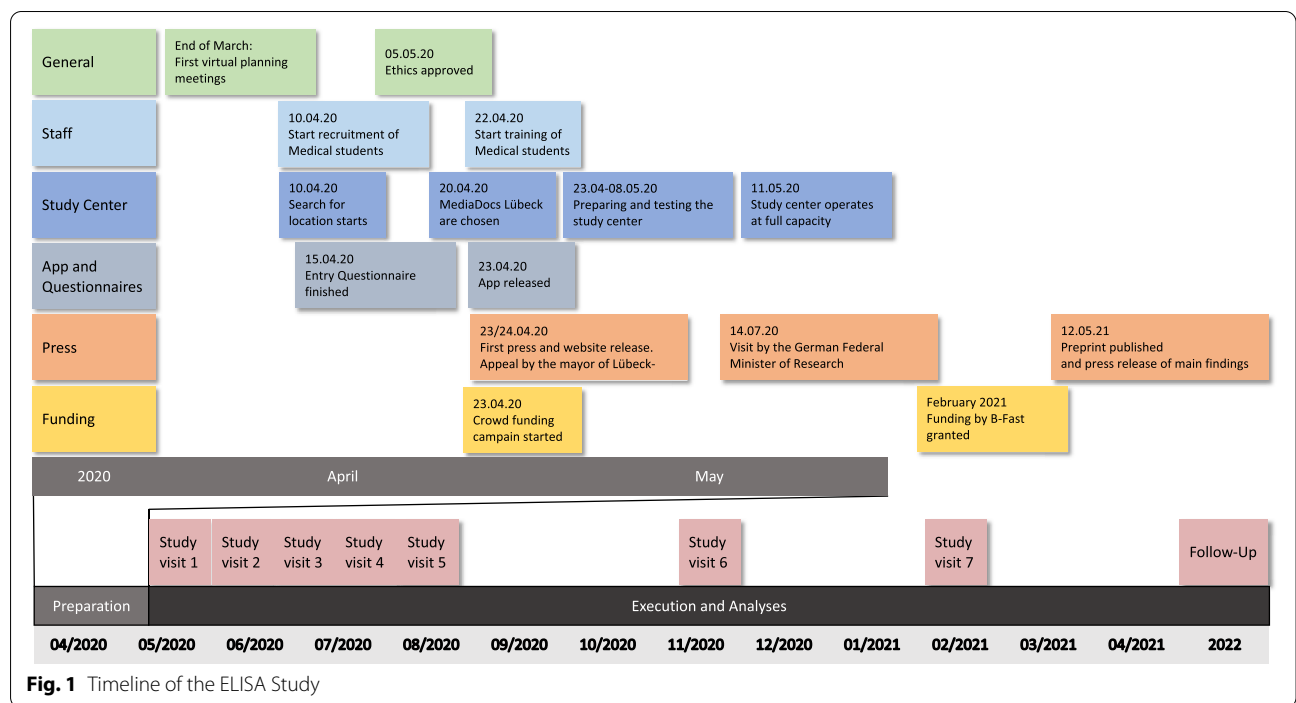 General
End of March:
First virtual planning
meetings
05.05.20
Ethics approved
Staff
10.04.20
Start recruitment of
Medical students
22.04.20
Start training of
Medical students
Study Center
10.04.20
Search for
location starts
20.04.20
MediaDocs Lübeck
are chosen
23.04-08.05.20
Preparing and testing the
study center
11.05.20
Study center operates
at full capacity
App and
Questionnaires
15.04.20
Entry Questionnaire
finished
23.04.20
App released
Press
23/24.04.20
First press and website release.
Appeal by the mayor of Lübeck-
14.07.20
Visit by the German Federal
Minister of Research
12.05.21
Preprint published
and press release of main findings
Funding
23.04.20
Crowd funding
campain started
February 2021
Funding by B-Fast
granted
2020 April May
Study
visit 1
Study
visit 2
Study
visit 3
Study
visit 4
Study
visit 5
Study
visit 6
Study
visit 7
Follow-Up
Preparation Execution and Analyses
04/2020 05/2020 06/2020 07/2020 08/2020 09/2020 10/2020 11/2020 12/2020 01/2021 02/2021 03/2021 04/2021 2022
Fig. 1 Timeline of the ELISA Study